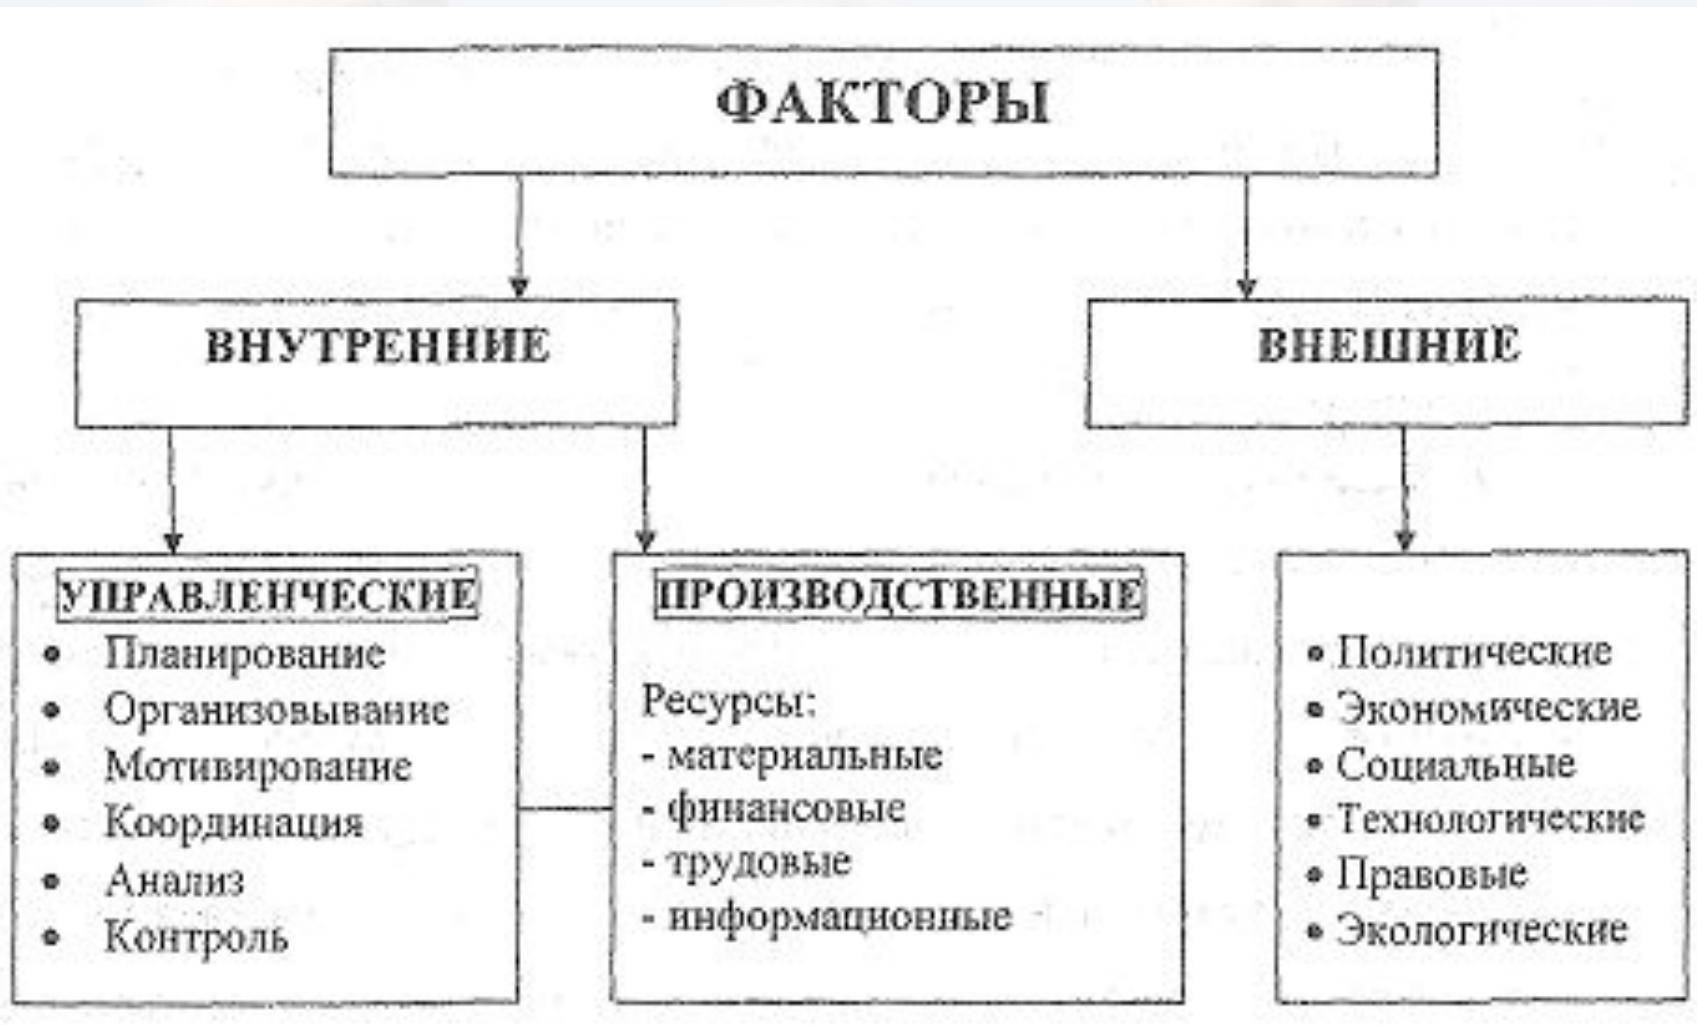 ФАКТОРЫ
ВНУТРЕННИЕ
ВНЕШНИЕ
УПРАВЛЕНЧЕСКИЕ
• Планирование
• Организовывание
• Мотивирование
• Координация
• Анализ
• Контроль
ПРОИЗВОДСТВЕННЫЕ
Ресурсы:
- материальные
- финансовые
- трудовые
- информационные
• Политические
• Экономические
• Социальные
• Технологические
• Правовые
• Экологические